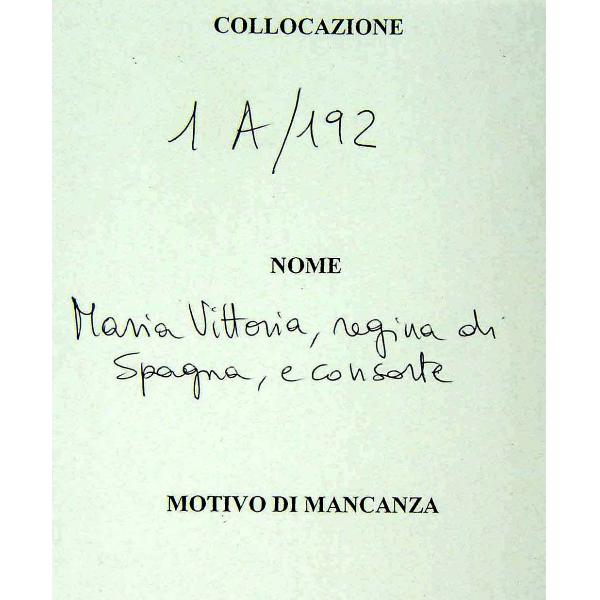 COLLOCAZIONE
1 A/192
NOME
Maria Vittoria, regina di
Spagna, e consorte
MOTIVO DI MANCANZA